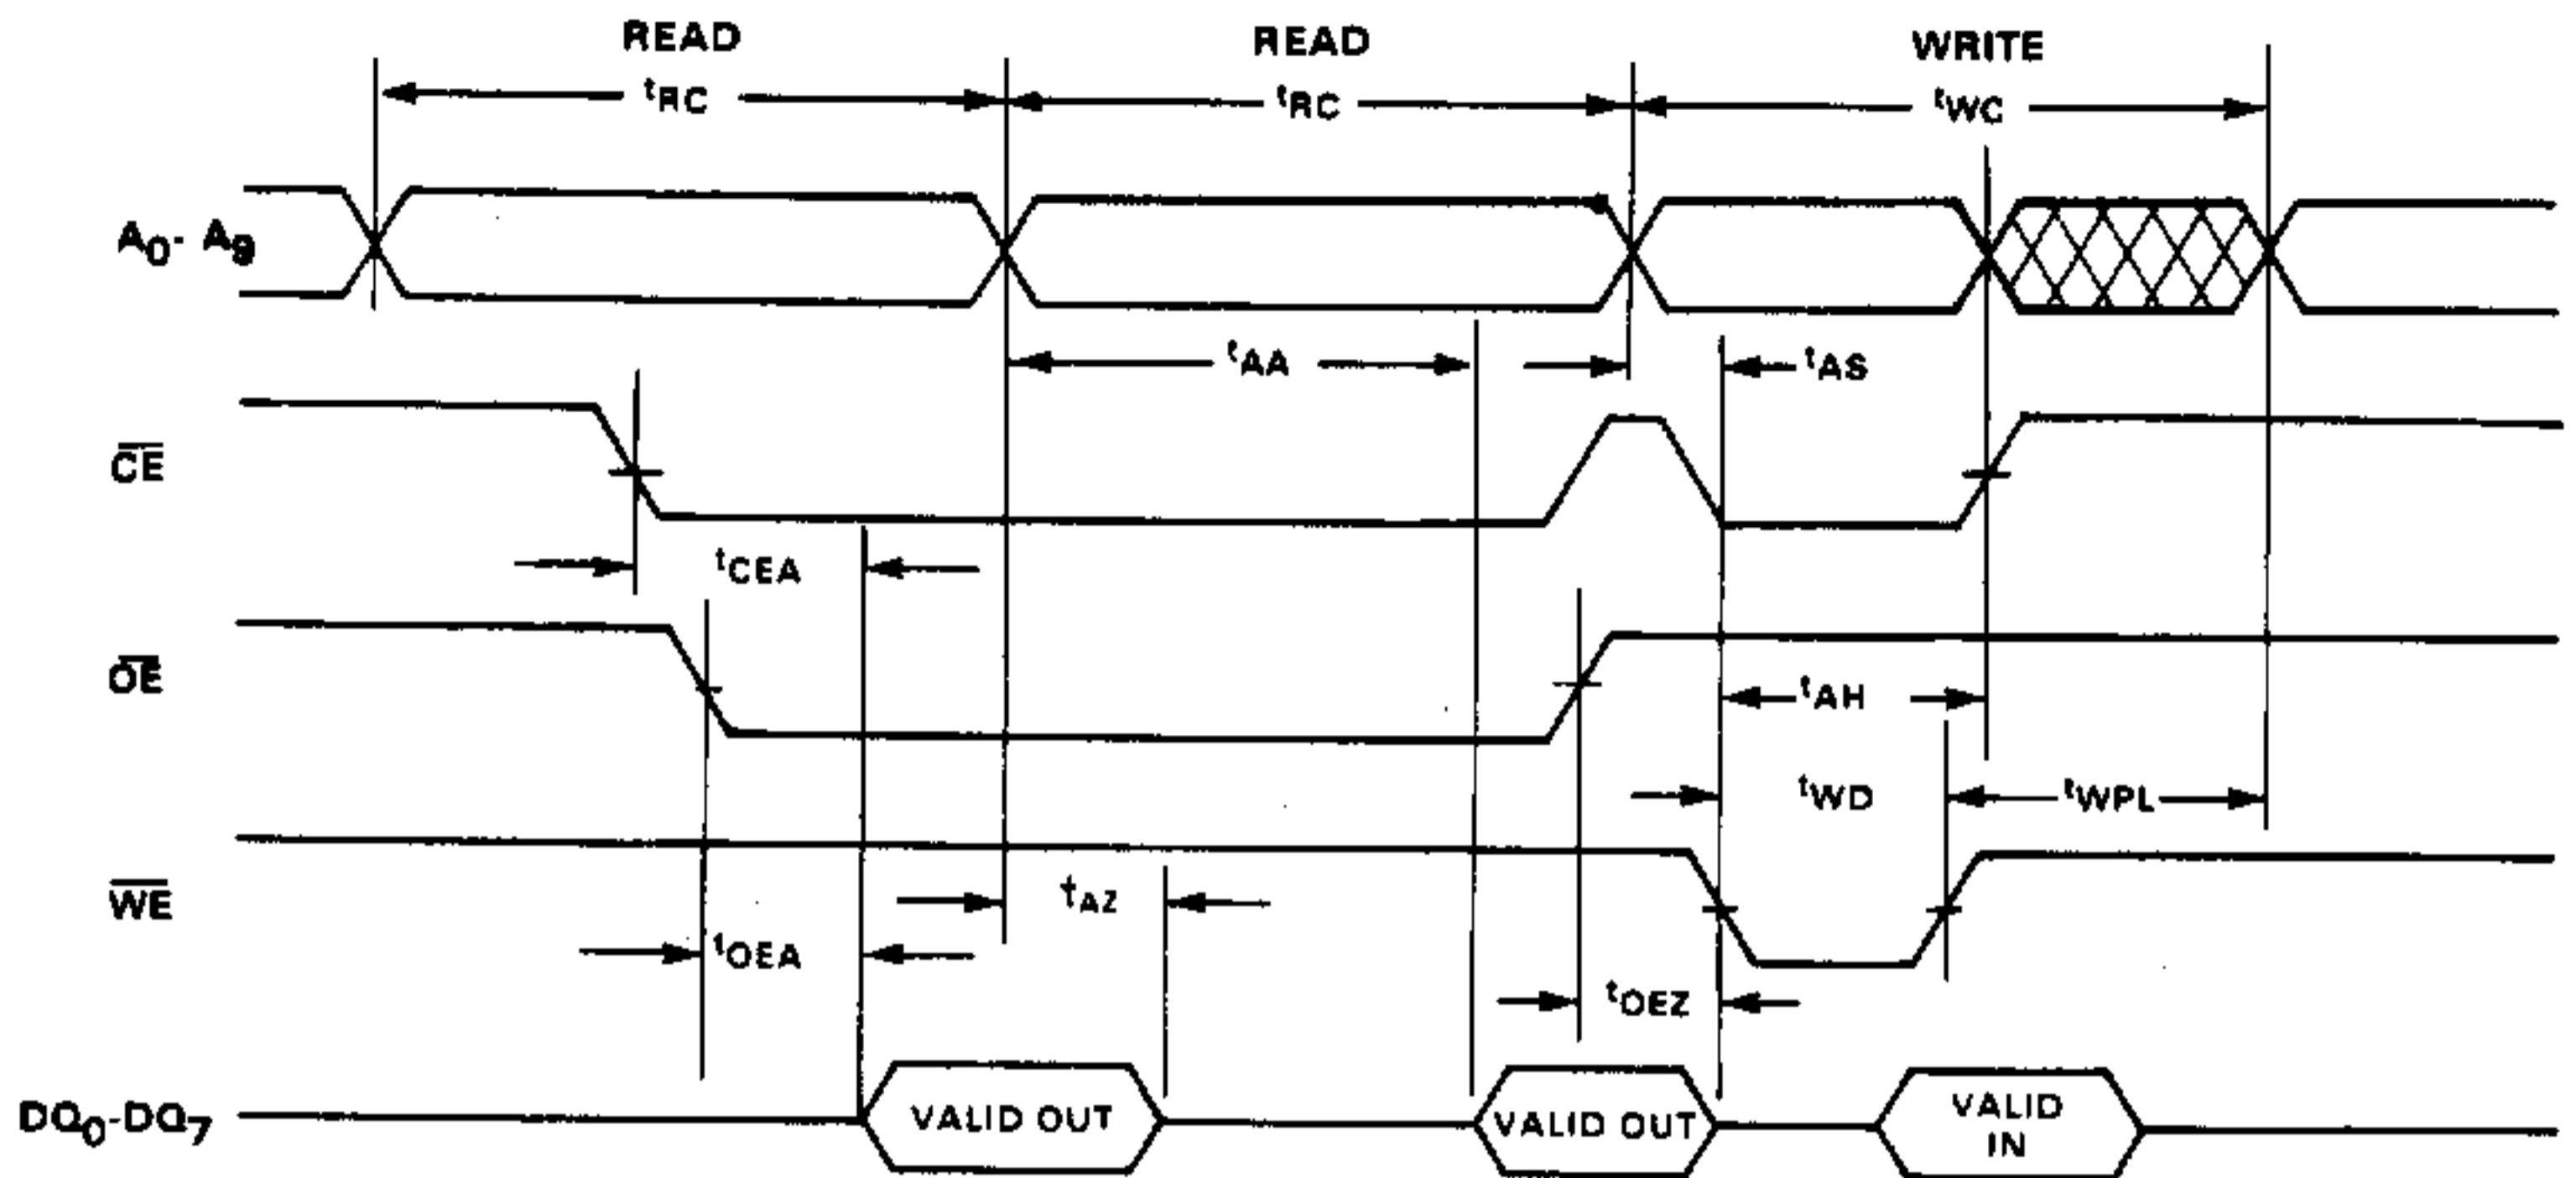 READ READ WRITE
tRC tRC tWC
A0- A9
tAA tAS
CE
tCEA
OE
tAH
tWD tWPL
WE
tAZ
tOEA
tOEZ
DQ0-DQ7
VALID OUT VALID OUT VALID IN